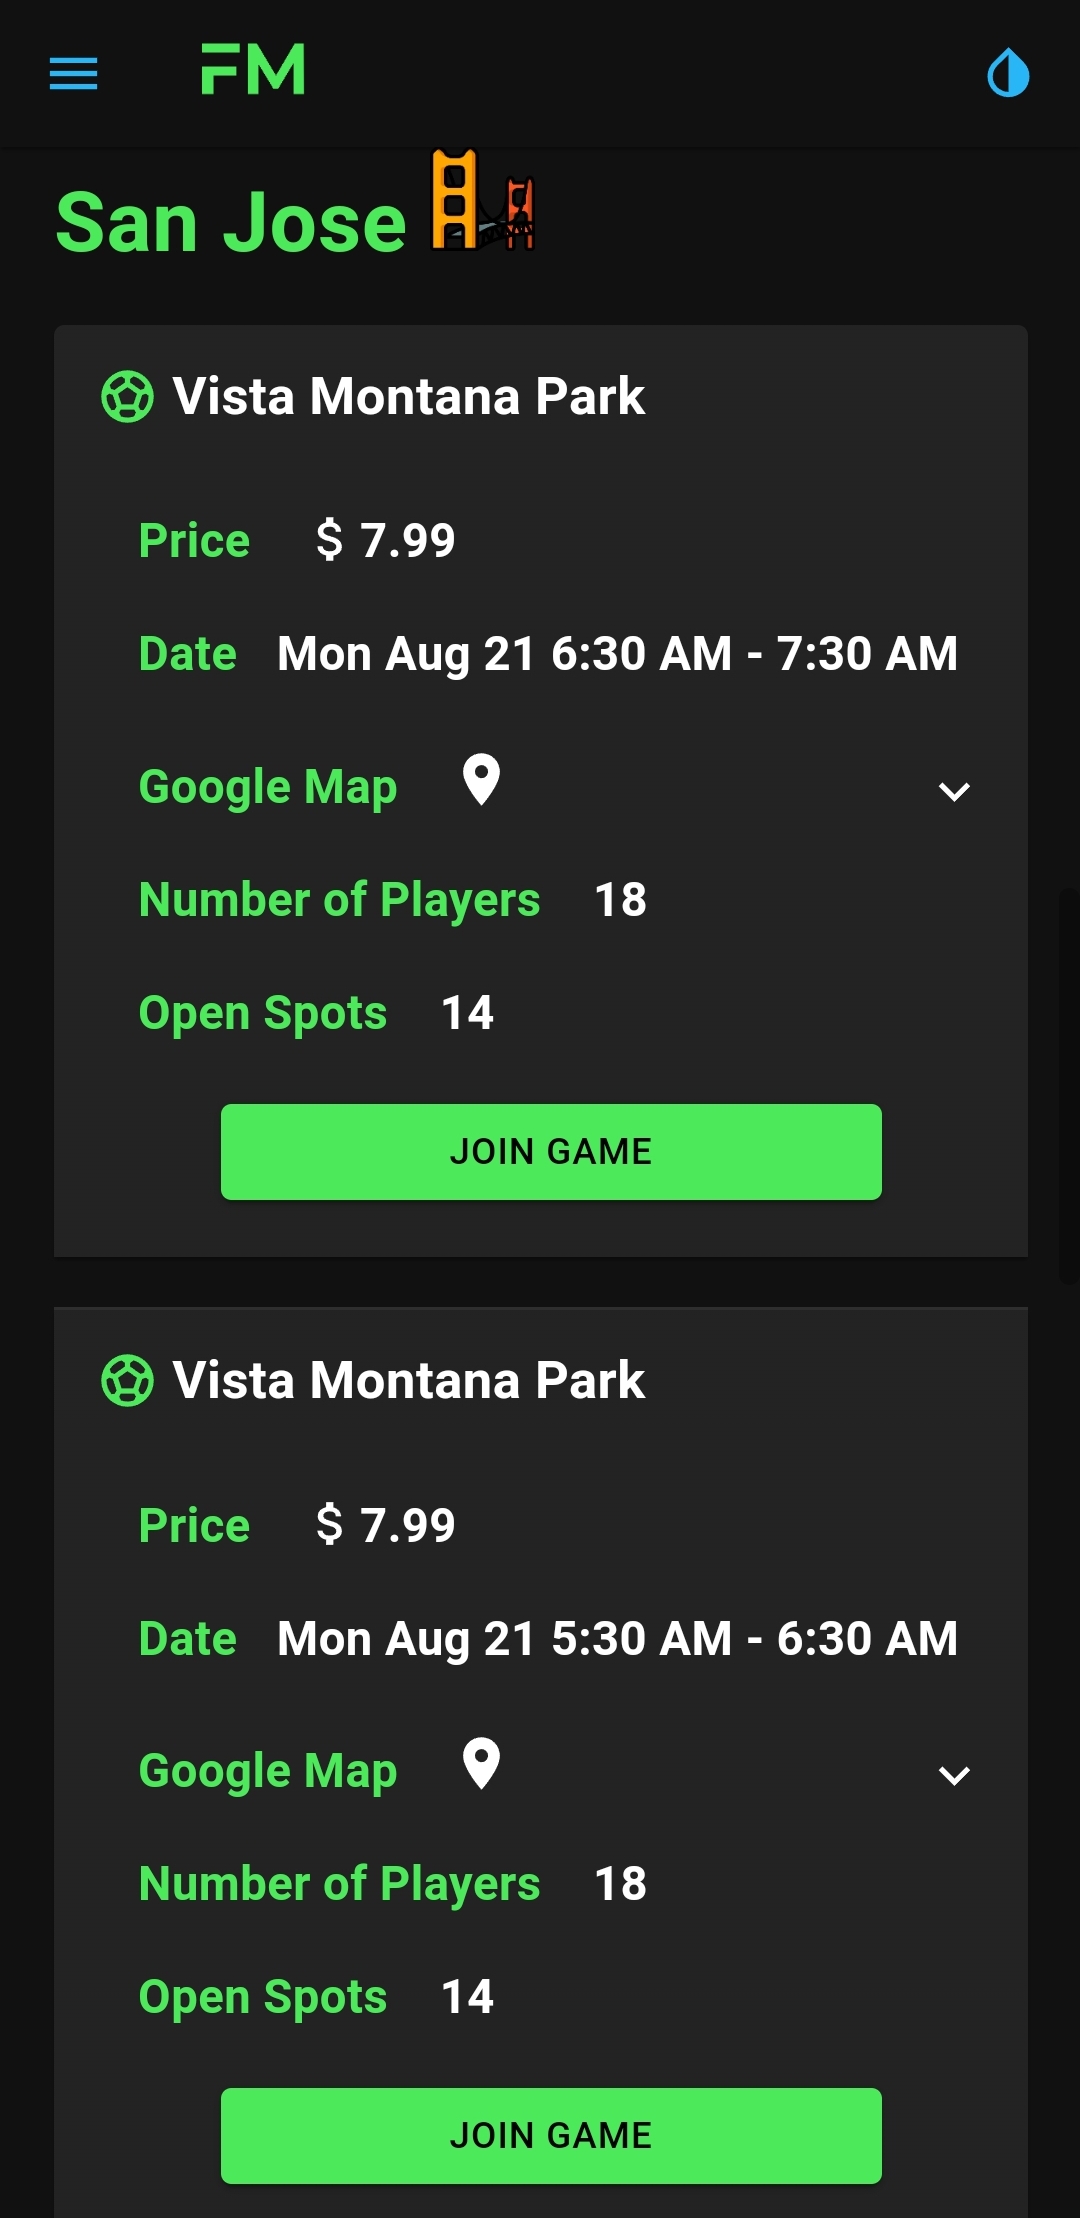 FM
San Jose
Vista Montana Park
Price $ 7.99
Date Mon Aug 21 6:30 AM - 7:30 AM
Google Map
Number of Players 18
Open Spots 14
JOIN GAME
Vista Montana Park
Price $ 7.99
Date Mon Aug 21 5:30 AM - 6:30 AM
Google Map
Number of Players 18
Open Spots 14
JOIN GAME